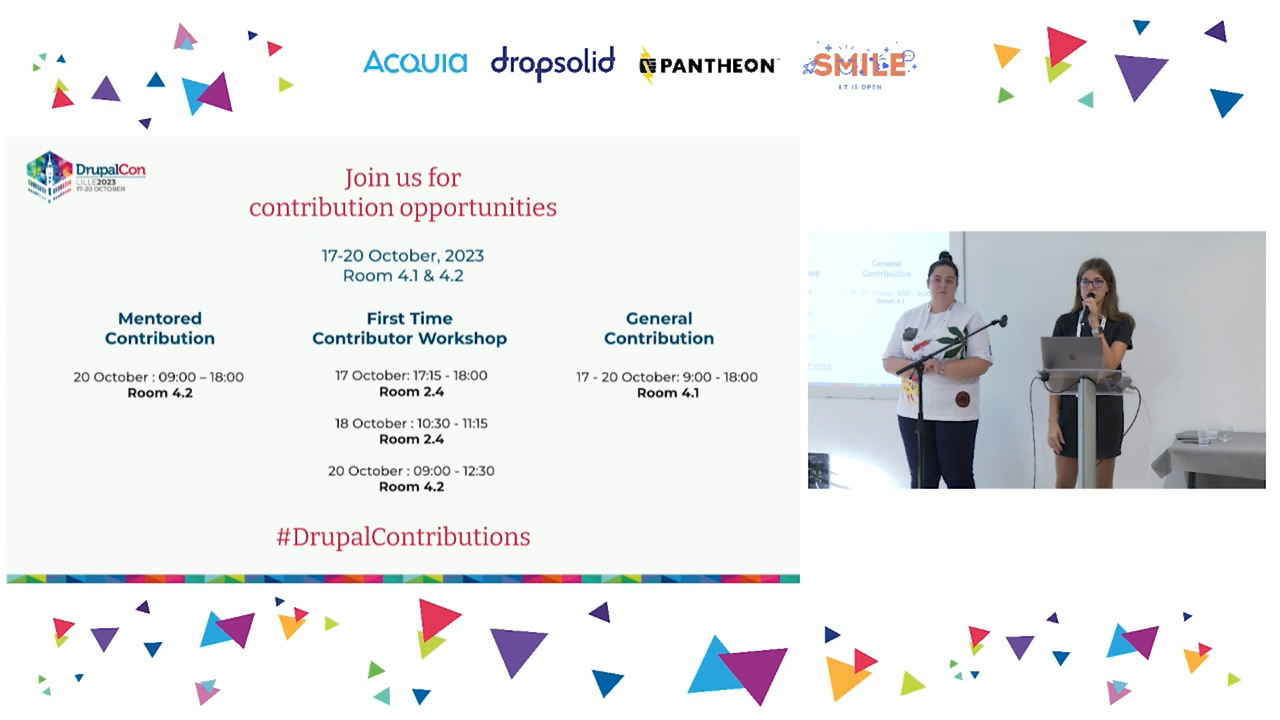 Acquia
dropsolid
PANTHEON
SMILE
I.T IS OPEN
DrupalCon
LILLE2023
17-20 OCTOBER
Join us for
contribution opportunities
17-20 October, 2023
Room 4.1 & 4.2
Mentored
Contribution
20 October : 09:00 – 18:00
Room 4.2
First Time
Contributor Workshop
17 October: 17:15 - 18:00
Room 2.4
18 October : 10:30 - 11:15
Room 2.4
20 October : 09:00 - 12:30
Room 4.2
General
Contribution
17 - 20 October: 9:00 - 18:00
Room 4.1
#DrupalContributions
General
Contribution